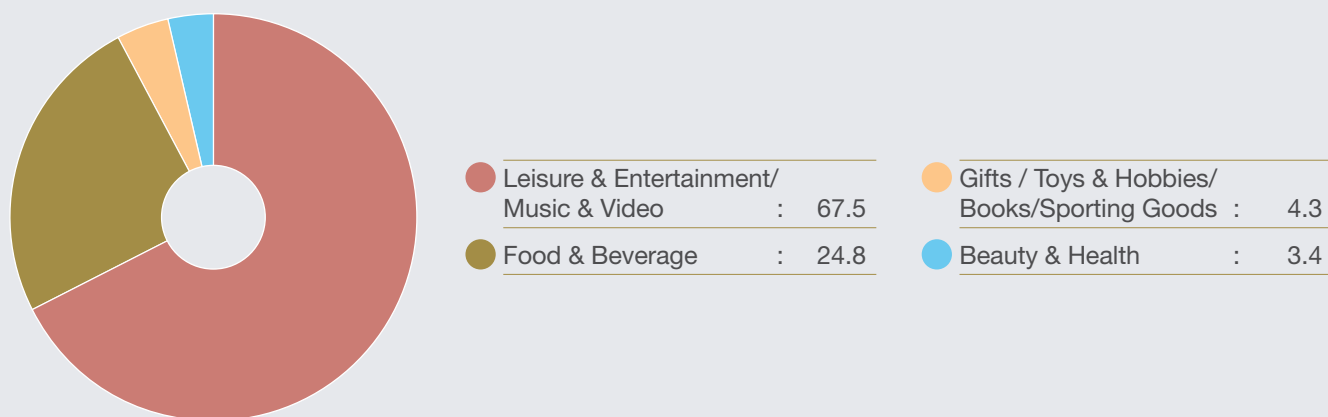 Leisure & Entertainment/
Music & Video : 67.5
Food & Beverage : 24.8
Gifts / Toys & Hobbies/
Books/Sporting Goods : 4.3
Beauty & Health : 3.4